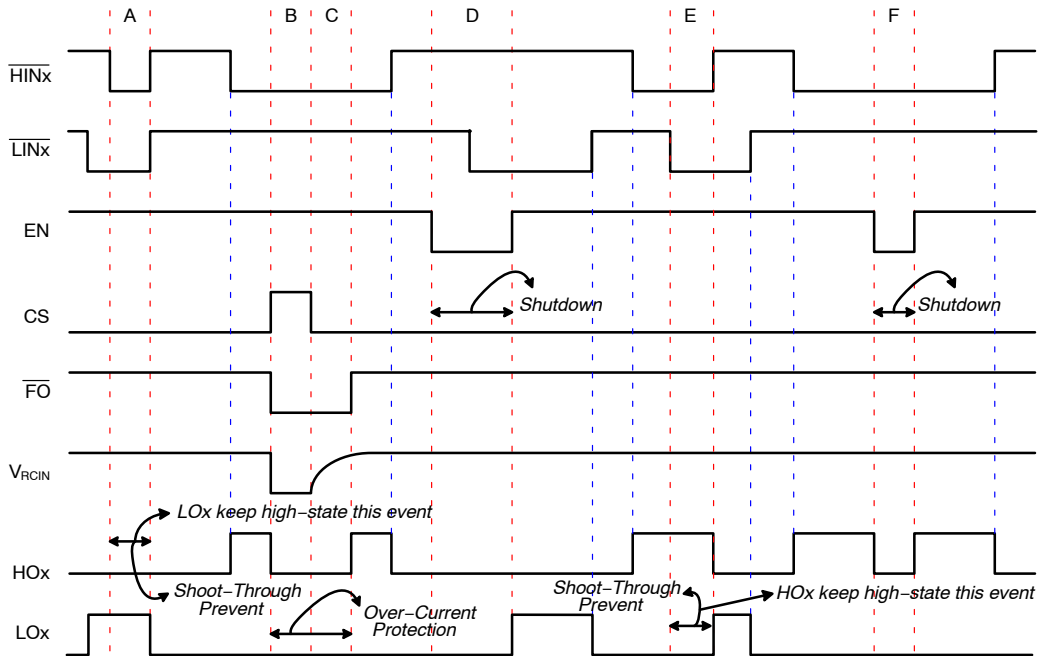 A B C D E F
HINx
LINx
EN
Shutdown
Shutdown
CS
FO
VRCIN
LOx keep high−state this event
HOx
Shoot−Through
Prevent
Over−Current
Protection
Shoot−Through
Prevent
HOx keep high−state this event
LOx